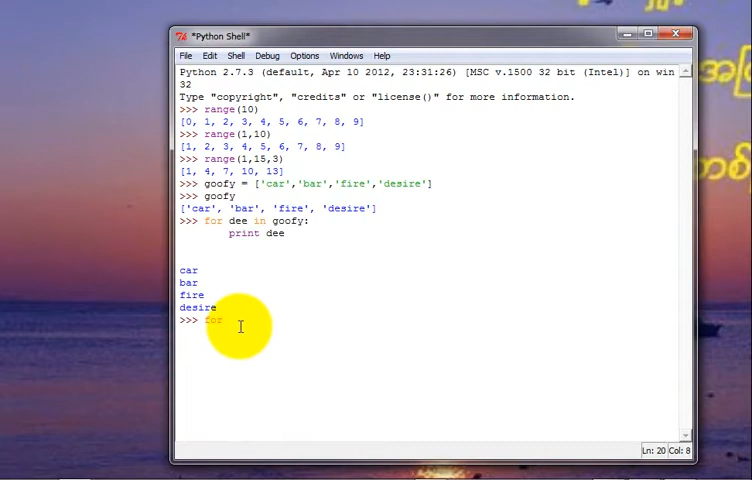 *Python Shell*
File Edit Shell Debug Options Windows Help
Python 2.7.3 (default, Apr 10 2012, 23:31:26) [MSC v.1500 32 bit (Intel)] on win
32
Type "copyright", "credits" or "license()" for more information.
>>> range(10)
[0, 1, 2, 3, 4, 5, 6, 7, 8, 9]
>>> range(1,10)
[1, 2, 3, 4, 5, 6, 7, 8, 9]
>>> range(1,15,3)
[1, 4, 7, 10, 13]
>>> goofy = ['car','bar','fire','desire']
>>> goofy
['car', 'bar', 'fire', 'desire']
>>> for dee in goofy:
print dee
car
bar
fire
desire
>>> for
Ln: 20 Col: 8